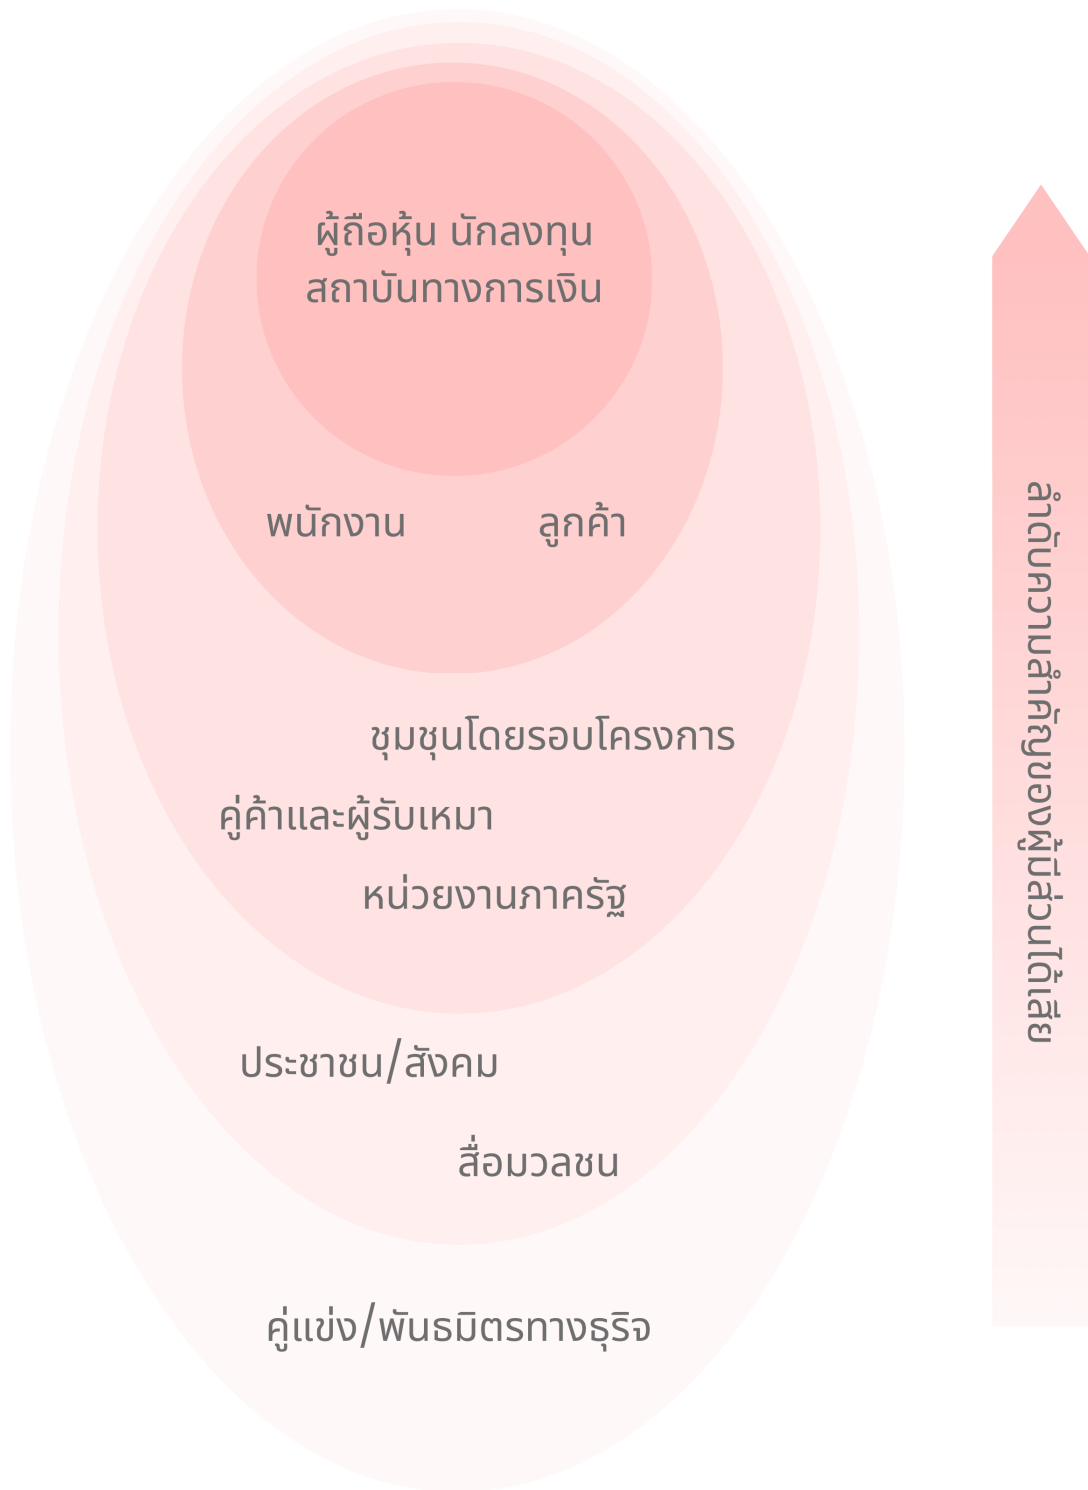 ผู้ถือหุ้น นักลงทุน
สถาบันทางการเงิน
พนักงาน
ลูกค้า
ชุมชุนโดยรอบโครงการ
คู่ค้าและผู้รับเหมา
หน่วยงานภาครัฐ
ประชาชน/สังคม
สื่อมวลชน
คู่แข่ง/พันธมิตรทางธุริจ
ลำดับความสำคัญของผู้มีส่วนได้เสีย